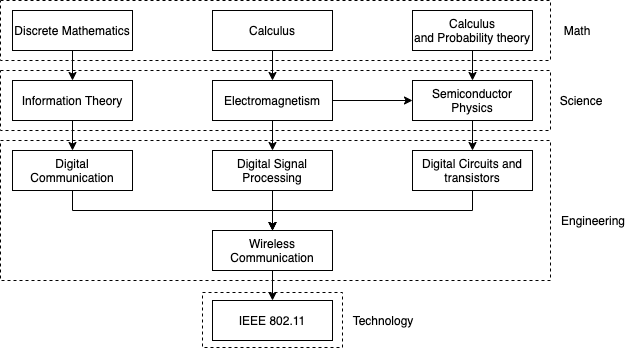 Discrete Mathematics
Calculus
Calculus
and Probability theory
Math
Information Theory
Electromagnetism
Semiconductor
Physics
Science
Digital
Communication
Digital Signal
Processing
Digital Circuits and
transistors
Engineering
Wireless
Communication
IEEE 802.11
Technology